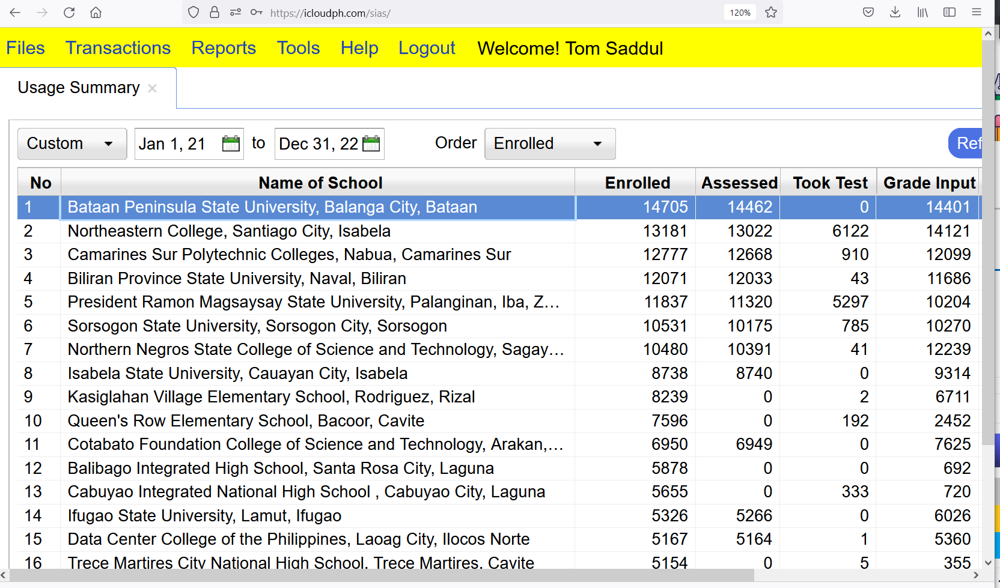 https://icloudph.com/sias/ 120%
Files Transactions Reports Tools Help Logout Welcome! Tom Saddul
Usage Summary
Custom Jan 1, 21 to Dec 31, 22 Order Enrolled Ref
No Name of School Enrolled Assessed Took Test Grade Input
1 Bataan Peninsula State University, Balanga City, Bataan 14705 14462 0 14401
2 Northeastern College, Santiago City, Isabela 13181 13022 6122 14121
3 Camarines Sur Polytechnic Colleges, Nabua, Camarines Sur 12777 12668 910 12099
4 Biliran Province State University, Naval, Biliran 12071 12033 43 11686
5 President Ramon Magsaysay State University, Palanginan, Iba, Z... 11837 11320 5297 10204
6 Sorsogon State University, Sorsogon City, Sorsogon 10531 10175 785 10270
7 Northern Negros State College of Science and Technology, Sagay... 10480 10391 41 12239
8 Isabela State University, Cauayan City, Isabela 8738 8740 0 9314
9 Kasiglahan Village Elementary School, Rodriguez, Rizal 8239 0 2 6711
10 Queen's Row Elementary School, Bacoor, Cavite 7596 0 192 2452
11 Cotabato Foundation College of Science and Technology, Arakan,... 6950 6949 0 7625
12 Balibago Integrated High School, Santa Rosa City, Laguna 5878 0 0 692
13 Cabuyao Integrated National High School , Cabuyao City, Laguna 5655 0 333 720
14 Ifugao State University, Lamut, Ifugao 5326 5266 0 6026
15 Data Center College of the Philippines, Laoag City, Ilocos Norte 5167 5164 1 5360
16 Trece Martires City National High School, Trece Martires, Cavite 5154 0 5 355